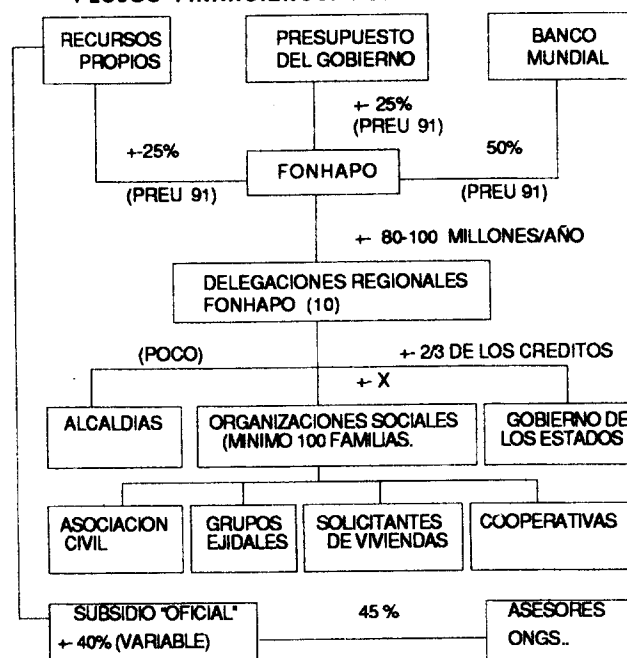 RECURSOS
PROPIOS
PRESUPUESTO
DEL GOBIERNO
BANCO
MUNDIAL
+-25%
(PREU 91)
+- 25%
(PREU 91)
50%
(PREU 91)
FONHAPO
+- 80-100 MILLONES/AÑO
DELEGACIONES REGIONALES
FONHAPO (10)
(POCO)
+- X
+- 2/3 DE LOS CREDITOS
ALCALDIAS
ORGANIZACIONES SOCIALES
(MINIMO 100 FAMILIAS.
GOBIERNO DE
LOS ESTADOS
ASOCIACION
CIVIL
GRUPOS
EJIDALES
SOLICITANTES
DE VIVIENDAS
COOPERATIVAS
SUBSIDIO "OFICIAL"
+- 40% (VARIABLE)
45 %
ASESORES
ONGS..